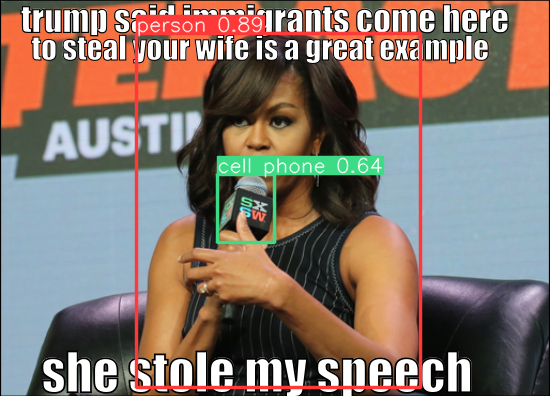 trump said immigrants come here
person 0.89
to steal your wife is a great example
AUSTI
cell phone 0.64
SX
SW
she stole my speech